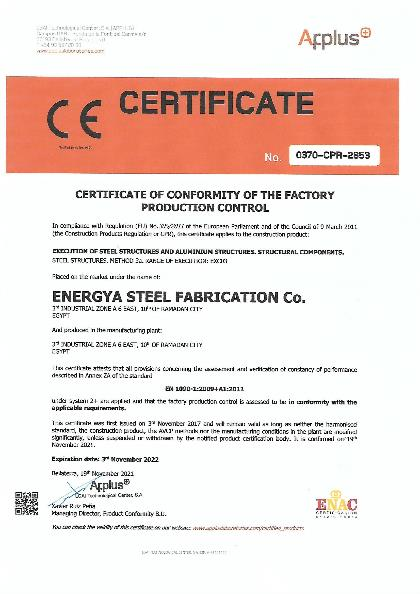 Applus+
CE CERTIFICATE
No. 0370-CPR-2853
CERTIFICATE OF CONFORMITY OF THE FACTORY
PRODUCTION CONTROL
In compliance with Regulation (EU) No. of the European Parliament and of the Council of 9 March 2011
(the Construction Products Regulation or CPR), this certificate applies to the construction product:
EXECUTION OF STEEL STRUCTURES AND ALUMINIUM STRUCTURES. STRUCTURAL COMPONENTS.
STEEL STRUCTURES. METHOD RANGE OF EXECUTION:
Placed on the market under the name of:
ENERGYA STEEL FABRICATION Co.
3rd INDUSTRIAL ZONE A 6 EAST, 10th OF RAMADAN CITY
EGYPT
And produced in the manufacturing plant:
3rd INDUSTRIAL ZONE A 6 EAST, 10th OF RAMADAN CITY
EGYPT
This certificate attests that all provisions concerning the assessment and verification of constancy of performance
described in Annex ZA of the standard
EN 1090-1:2009+A1:2011
under system 2+ are applied and that the factory production control is assessed to be in conformity with the
applicable requirements.
This certificate was first issued on 3rd November 2017 and will remain valid as long as neither the harmonised
standard, the construction product, the AVCP methods nor the manufacturing conditions in the plant are modified
significantly, unless suspended or withdrawn by the notified product certification body. It is confirmed on 19th
November 2021.
Expiration date: 3rd November 2022
Bellaterra, 19th November 2021
Applus+
LGAI Technological Center, S.A
Xavier Ruiz Peña
Managing Director, Product Conformity B.U.
ENAC
You can check the validity of this certificate on our website: